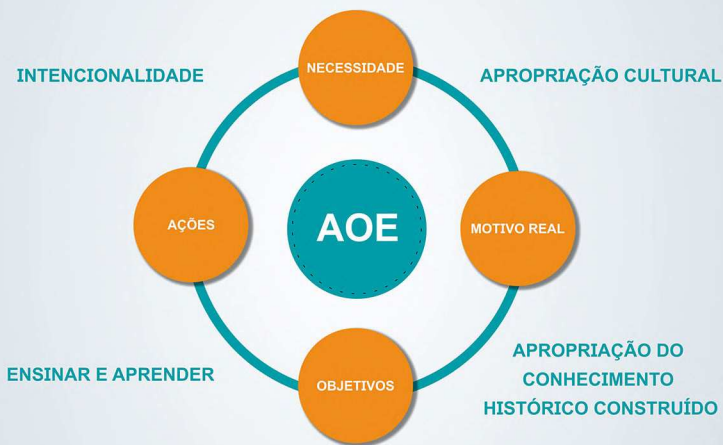 NECESSIDADE
INTENCIONALIDADE
APROPRIAÇÃO CULTURAL
AÇÕES
AOE
MOTIVO REAL
ENSINAR E APRENDER
OBJETIVOS
APROPRIAÇÃO DO
CONHECIMENTO
HISTÓRICO CONSTRUÍDO